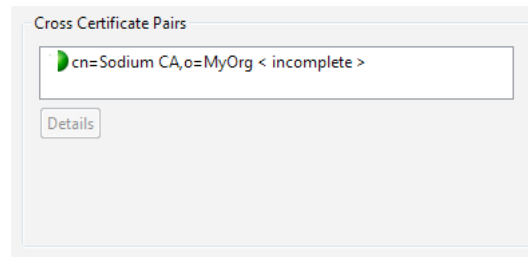 Cross Certificate Pairs
cn=Sodium CA,o=MyOrg < incomplete >
Details